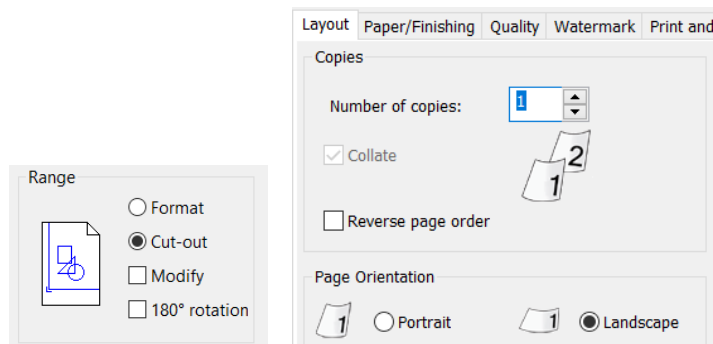 Range
Format
Cut-out
Modify
180° rotation
Layout Paper/Finishing Quality Watermark Print and
Copies
Number of copies: 1
Collate
1 2
Reverse page order
Page Orientation
1 Portrait 1 Landscape